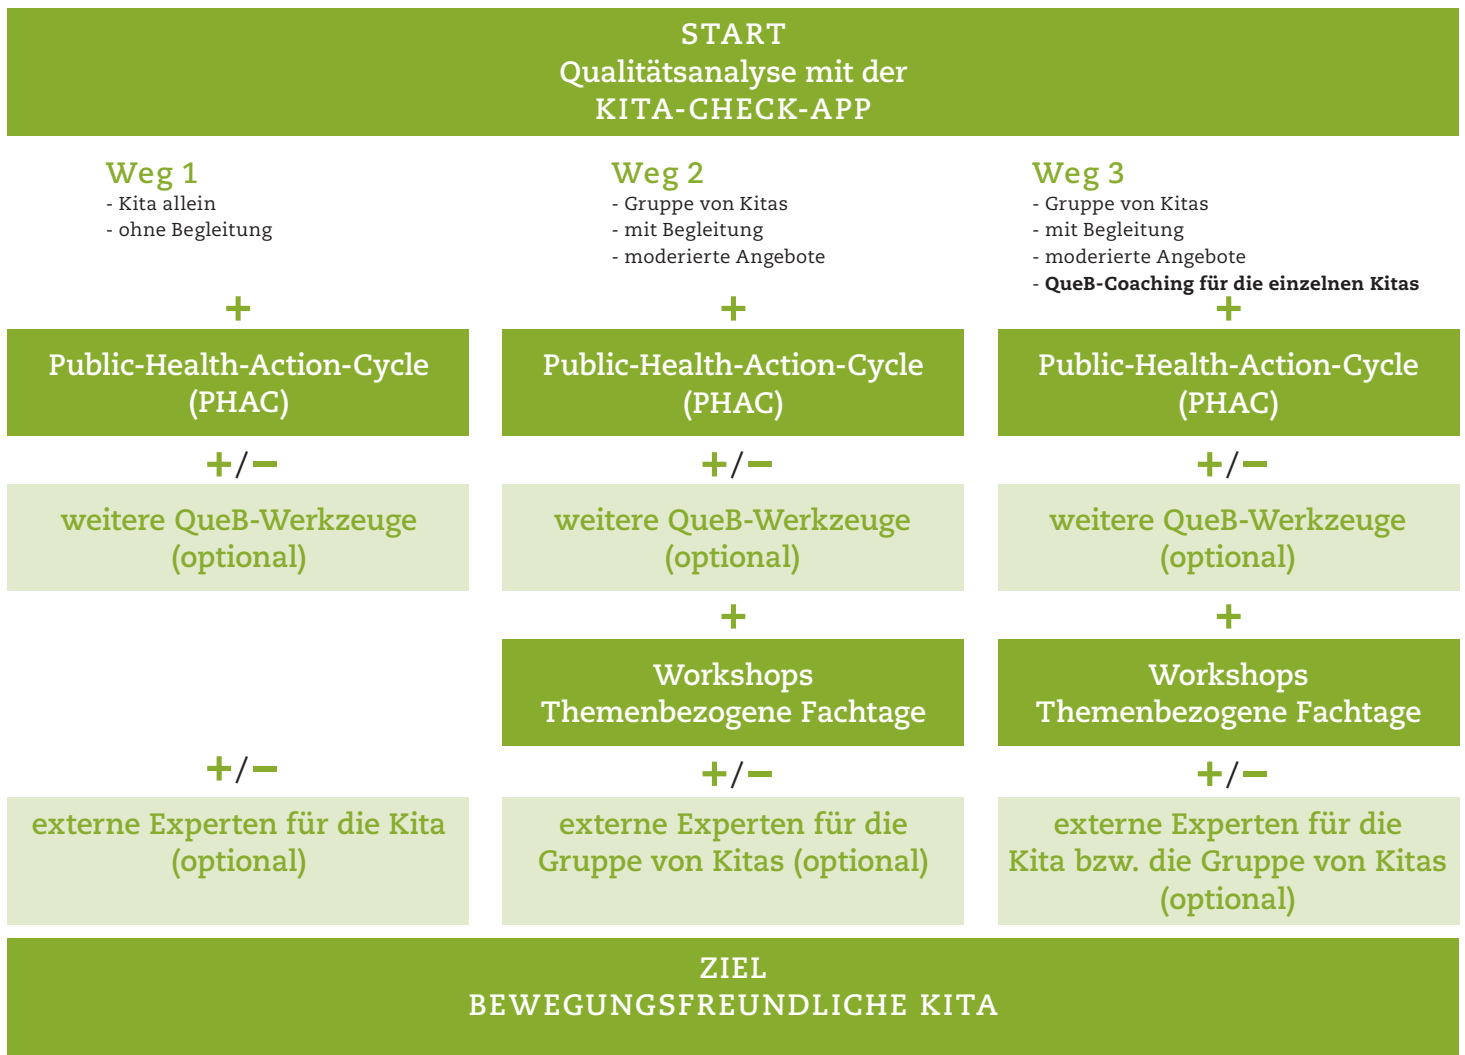 START
Qualitätsanalyse mit der
KITA-CHECK-APP
Weg 1
- Kita allein
- ohne Begleitung
+
Public-Health-Action-Cycle
(PHAC)
+/−
weitere QueB-Werkzeuge
(optional)
+/−
externe Experten für die Kita
(optional)
Weg 2
- Gruppe von Kitas
- mit Begleitung
- moderierte Angebote
+
Public-Health-Action-Cycle
(PHAC)
+/−
weitere QueB-Werkzeuge
(optional)
+
Workshops
Themenbezogene Fachtage
+/−
externe Experten für die
Gruppe von Kitas (optional)
Weg 3
- Gruppe von Kitas
- mit Begleitung
- moderierte Angebote
- QueB-Coaching für die einzelnen Kitas
+
Public-Health-Action-Cycle
(PHAC)
+/−
weitere QueB-Werkzeuge
(optional)
+
Workshops
Themenbezogene Fachtage
+/−
externe Experten für die
Kita bzw. die Gruppe von Kitas
(optional)
ZIEL
BEWEGUNGSFREUNDLICHE KITA